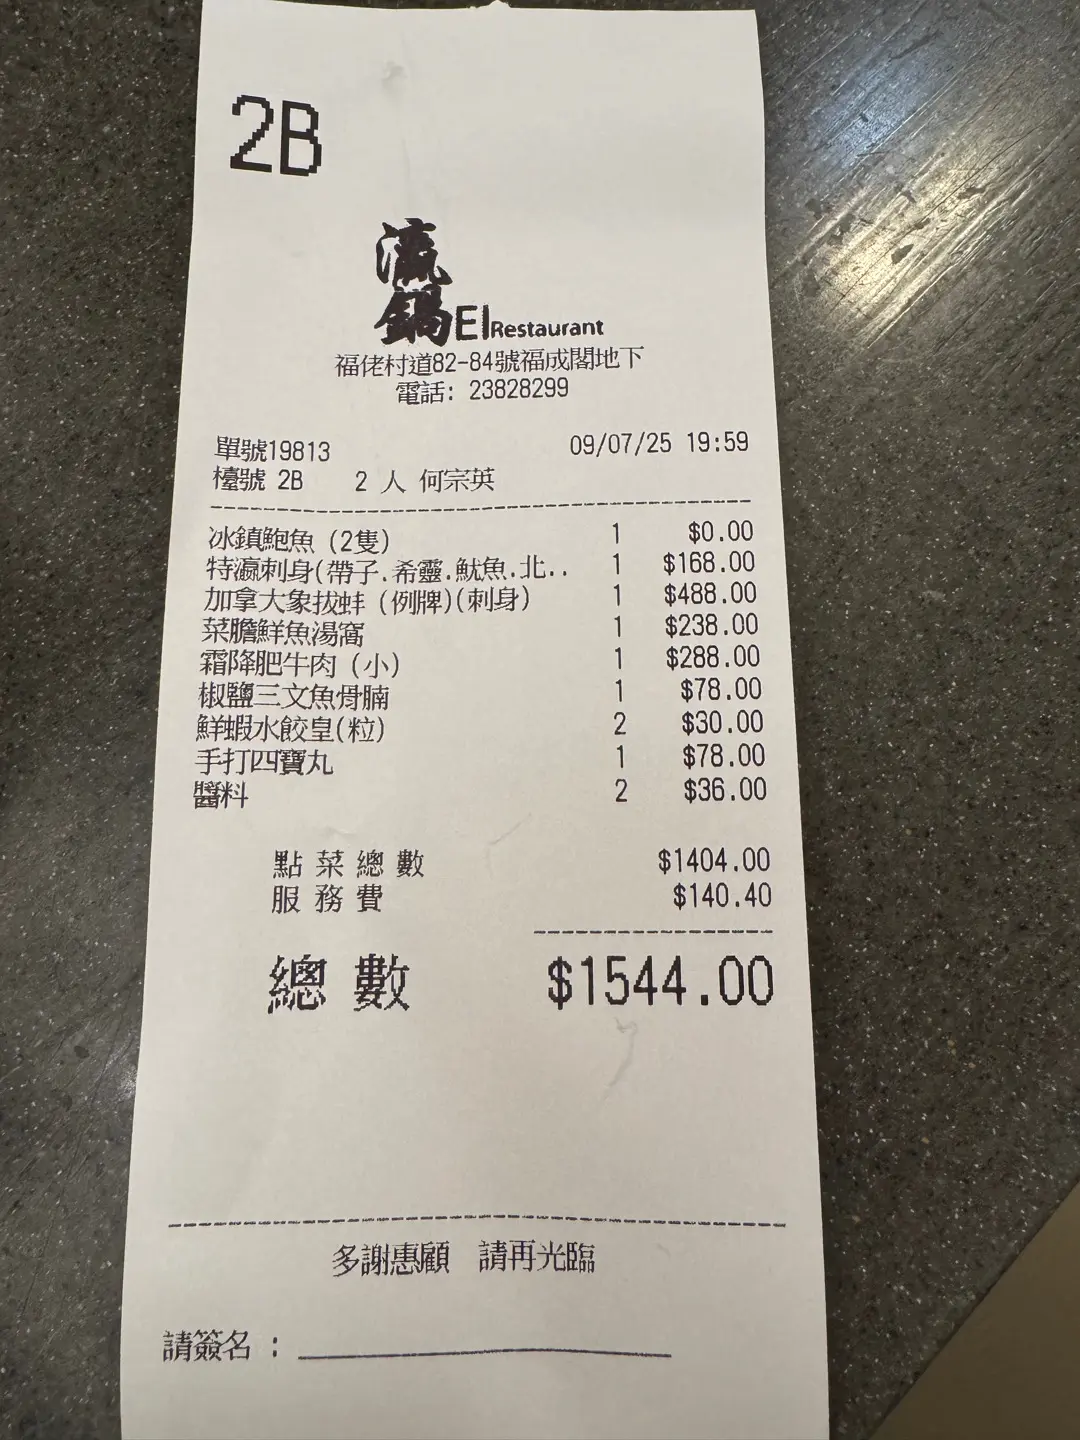 2B
瀛
鍋 EI Restaurant
福佬村道82-84號福成閣地下
電話: 23828299
單號19813 09/07/25 19:59
檯號 2B 2 人 何宗英
冰鎮鮑魚 (2隻) 1 $0.00
特瀛刺身(帶子.希靈.魷魚.北.. 1 $168.00
加拿大象拔蚌 (例牌)(刺身) 1 $488.00
菜膽鮮魚湯窩 1 $238.00
霜降肥牛肉 (小) 1 $288.00
椒鹽三文魚骨腩 1 $78.00
鮮蝦水餃皇(粒) 2 $30.00
手打四寶丸 1 $78.00
醬料 2 $36.00
點菜總數 $1404.00
服務費 $140.40
總數 $1544.00
多謝惠顧 請再光臨
請簽名 :